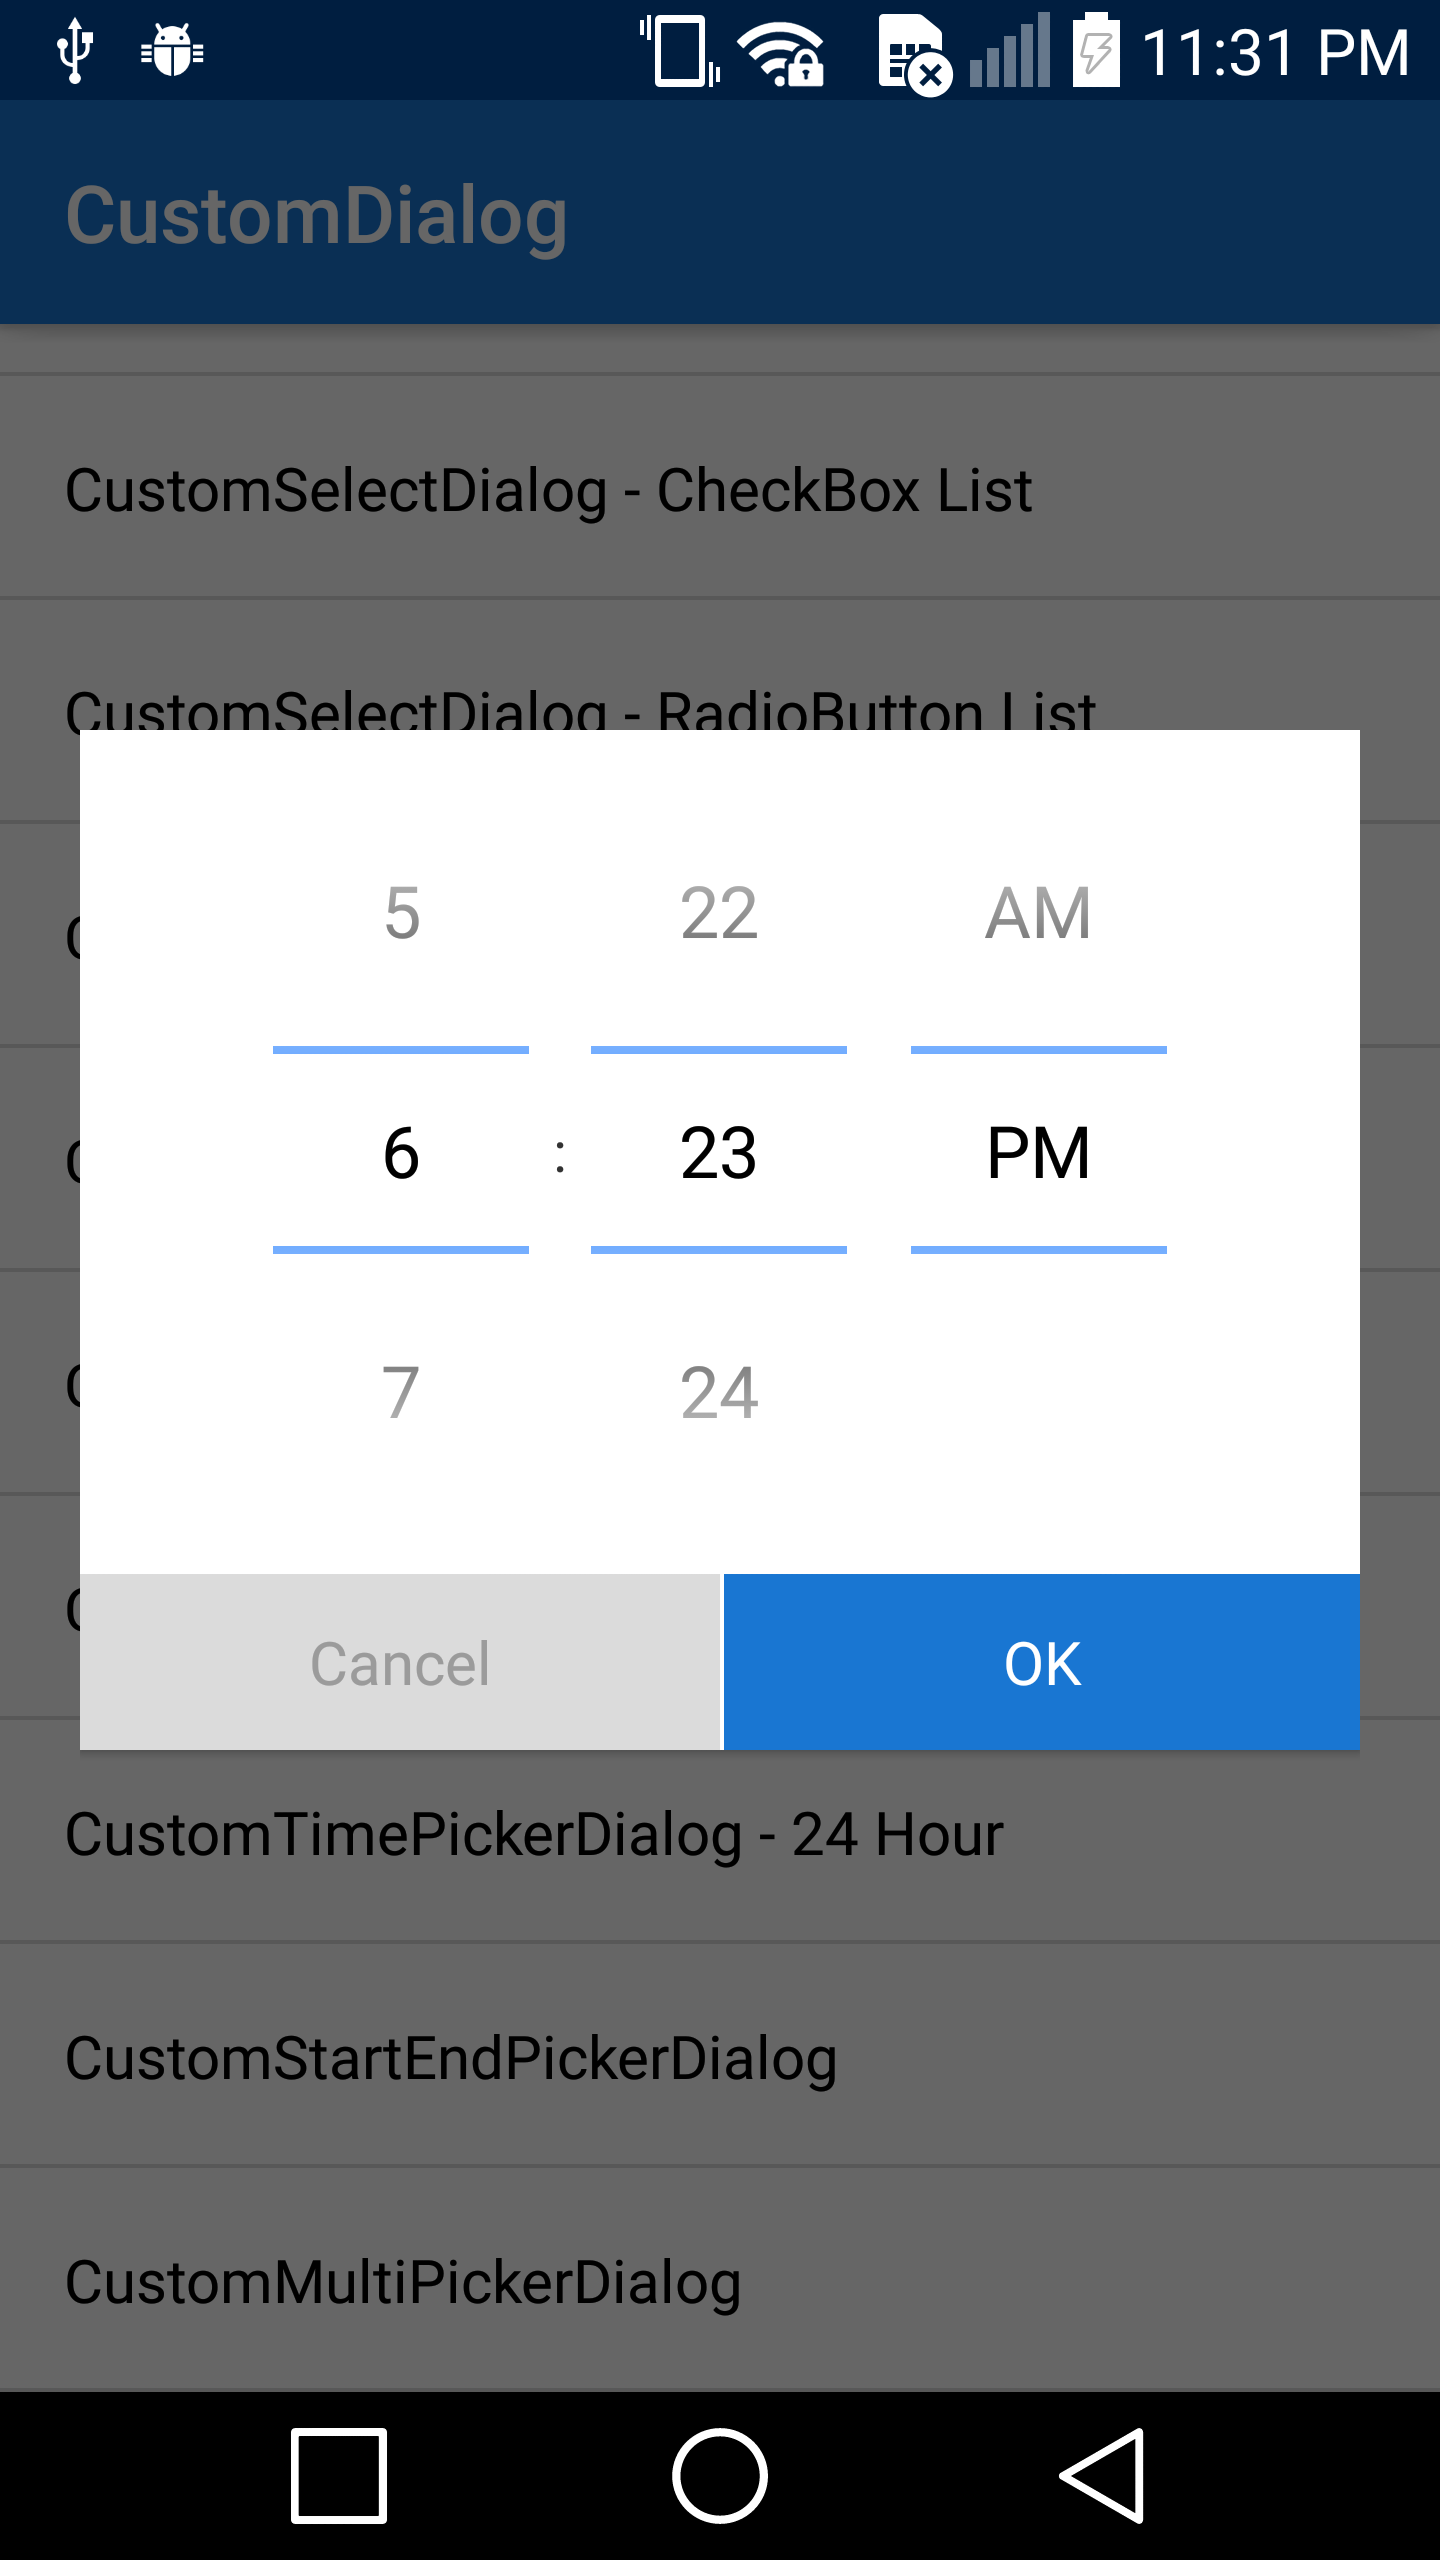 11:31 PM
CustomDialog
CustomSelectDialog - CheckBox List
CustomSelectDialog - RadioButton List
5 22 AM
6 : 23 PM
7 24
Cancel OK
CustomTimePickerDialog - 24 Hour
CustomStartEndPickerDialog
CustomMultiPickerDialog